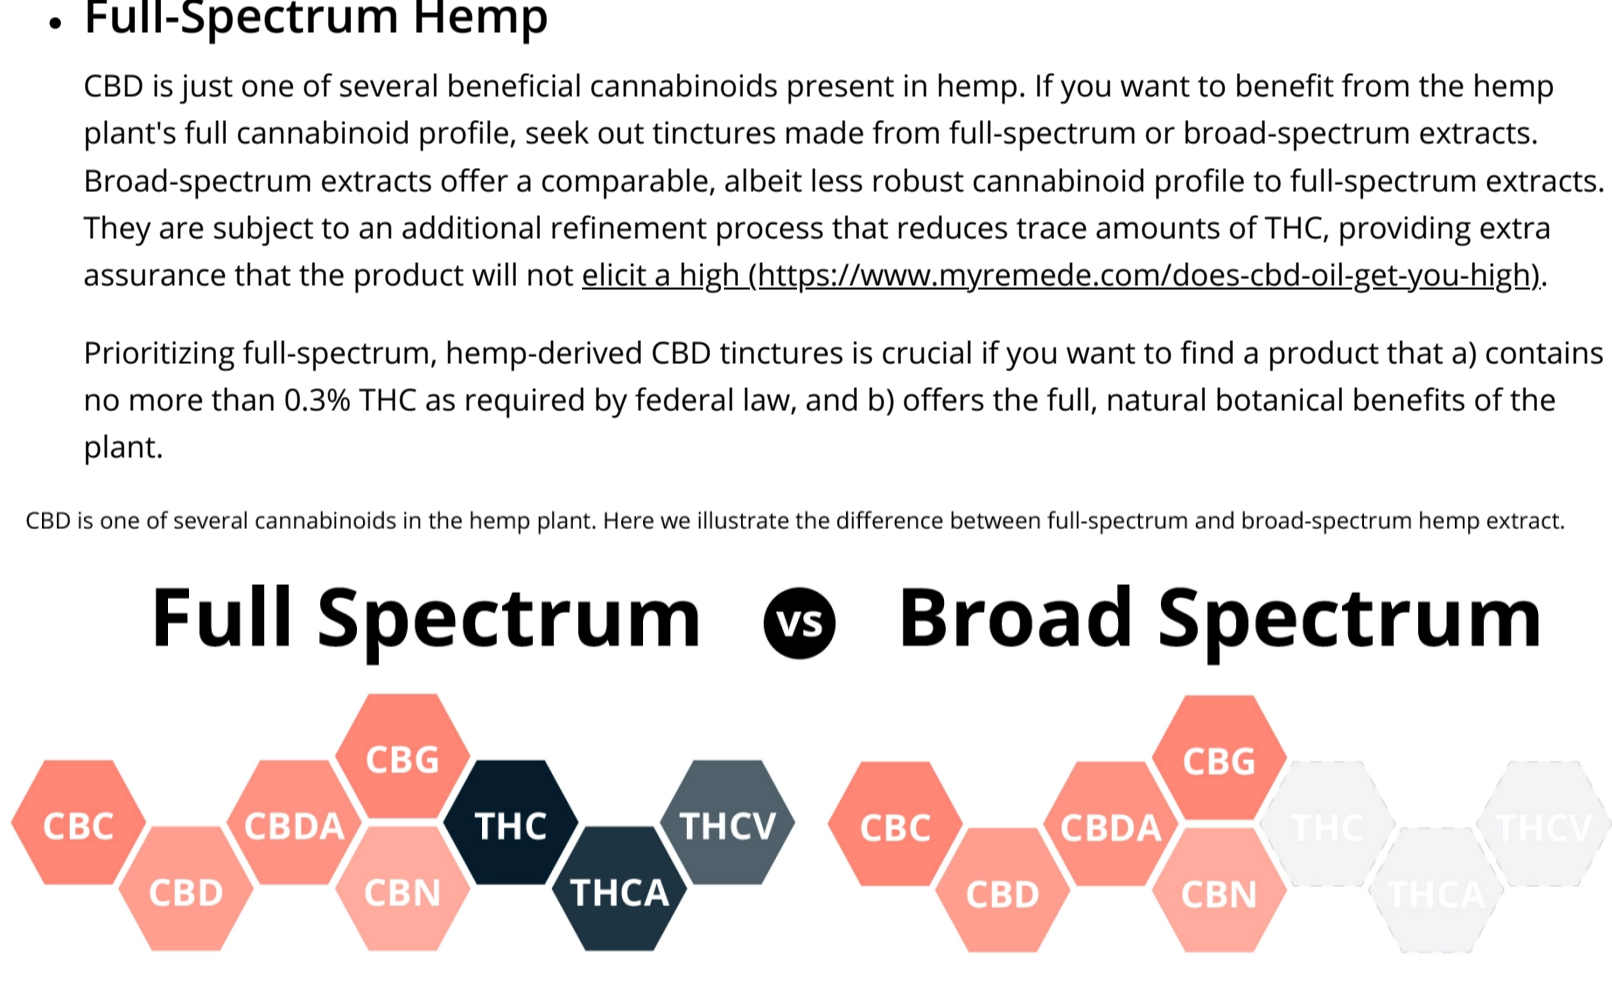 • Full-Spectrum Hemp
CBD is just one of several beneficial cannabinoids present in hemp. If you want to benefit from the hemp
plant's full cannabinoid profile, seek out tinctures made from full-spectrum or broad-spectrum extracts.
Broad-spectrum extracts offer a comparable, albeit less robust cannabinoid profile to full-spectrum extracts.
They are subject to an additional refinement process that reduces trace amounts of THC, providing extra
assurance that the product will not elicit a high (https://www.myremede.com/does-cbd-oil-get-you-high).
Prioritizing full-spectrum, hemp-derived CBD tinctures is crucial if you want to find a product that a) contains
no more than 0.3% THC as required by federal law, and b) offers the full, natural botanical benefits of the
plant.
CBD is one of several cannabinoids in the hemp plant. Here we illustrate the difference between full-spectrum and broad-spectrum hemp extract.
Full Spectrum vs Broad Spectrum
CBG CBG
CBC CBDA THC THCV CBC CBDA THC THCV
CBD CBN THCA CBD CBN THCA